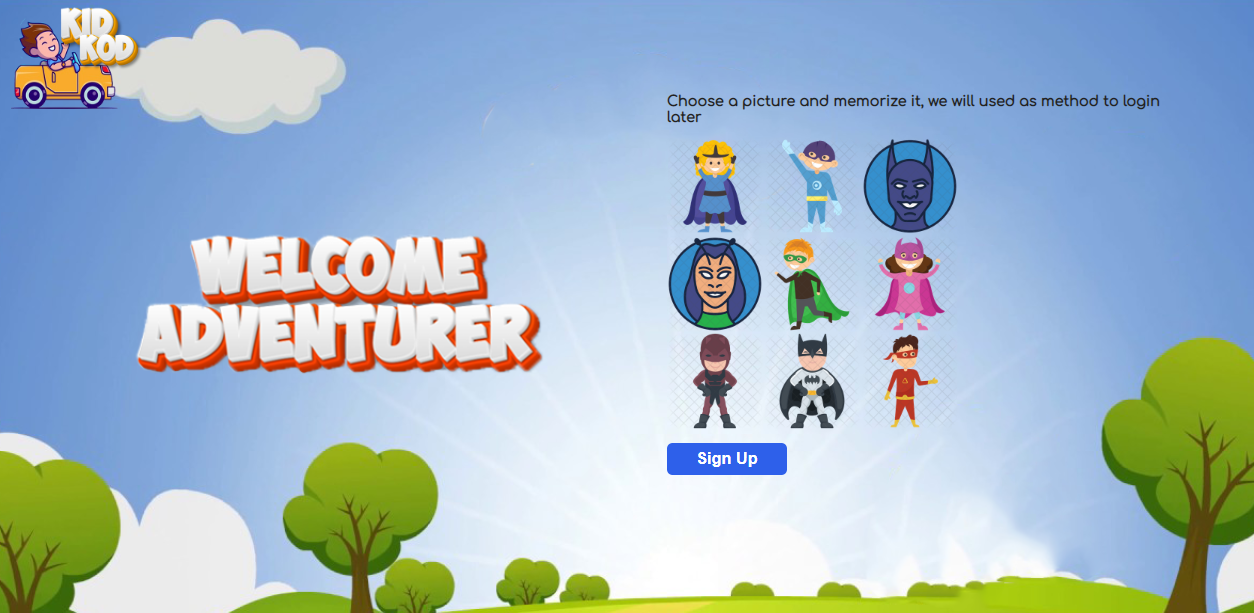 KID
KOD
Choose a picture and memorize it, we will used as method to login
later
WELCOME
ADVENTURER
Sign Up